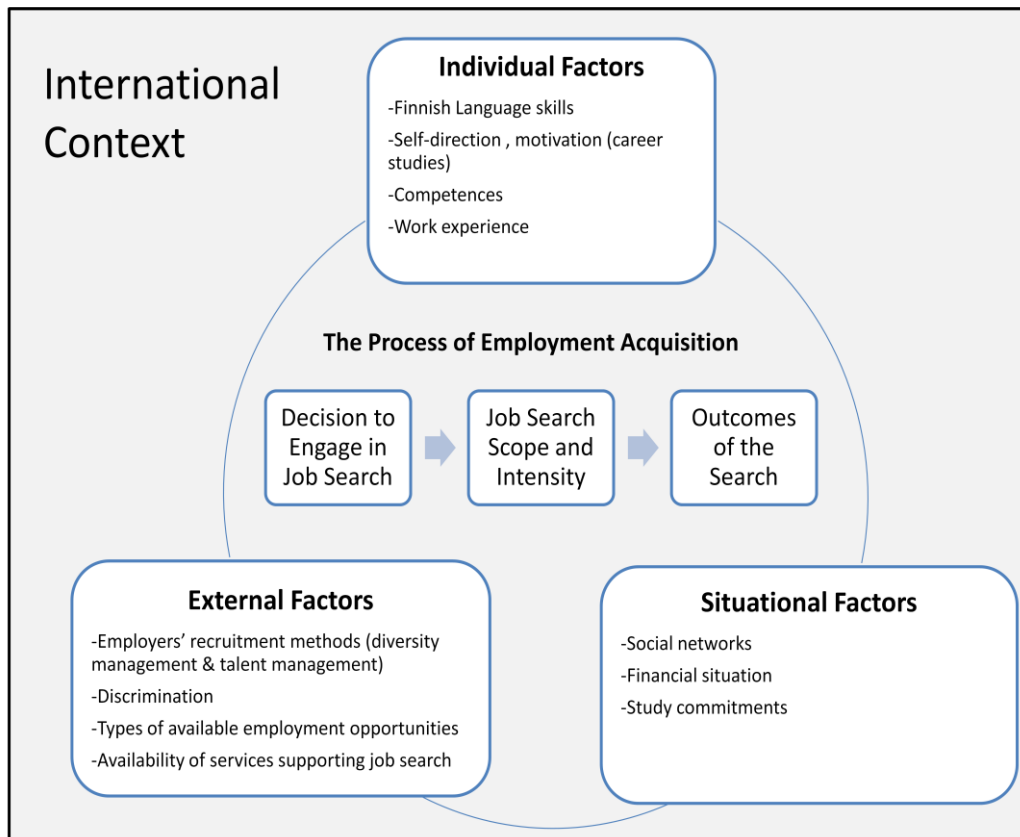 International
Context
Individual Factors
-Finnish Language skills
-Self-direction , motivation (career
studies)
-Competences
-Work experience
The Process of Employment Acquisition
Decision to
Engage in
Job Search
Job Search
Scope and
Intensity
Outcomes
of the
Search
External Factors
-Employers’ recruitment methods (diversity
management & talent management)
-Discrimination
-Types of available employment opportunities
-Availability of services supporting job search
Situational Factors
-Social networks
-Financial situation
-Study commitments